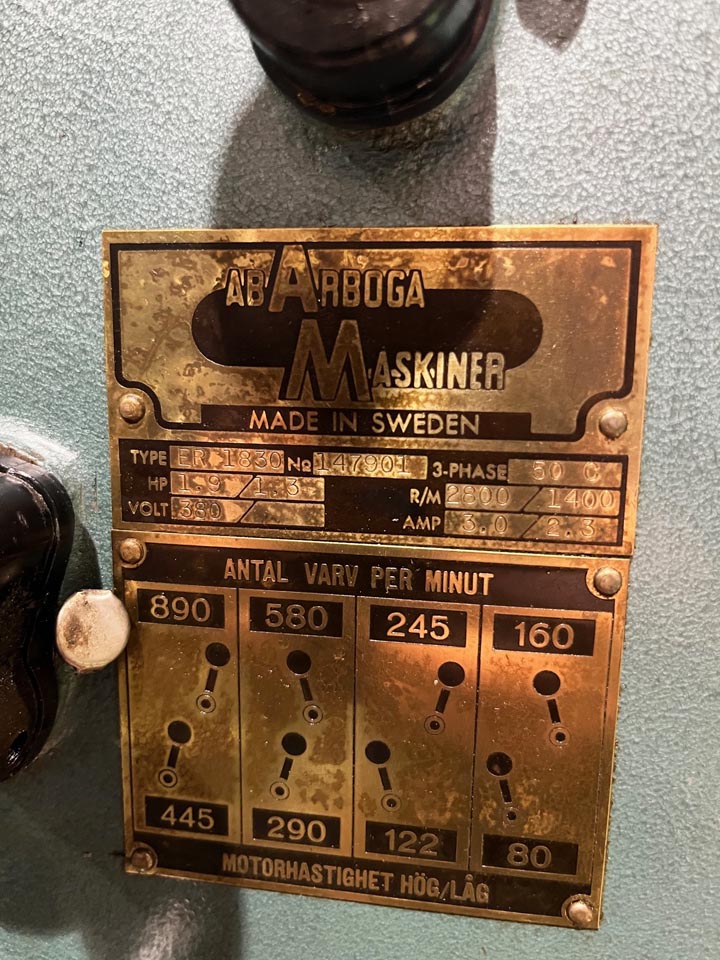 AB ARBOGA
MASKINER
MADE IN SWEDEN
TYPE ER 1830 No 147901 3-PHASE 50 C
HP 1.9 / 1.3 R/M 2800 / 1400
VOLT 380 / AMP 3.0 / 2.3
ANTAL VARV PER MINUT
890 580 245 160
445 290 122 80
MOTORHASTIGHET HÖG/LÅG